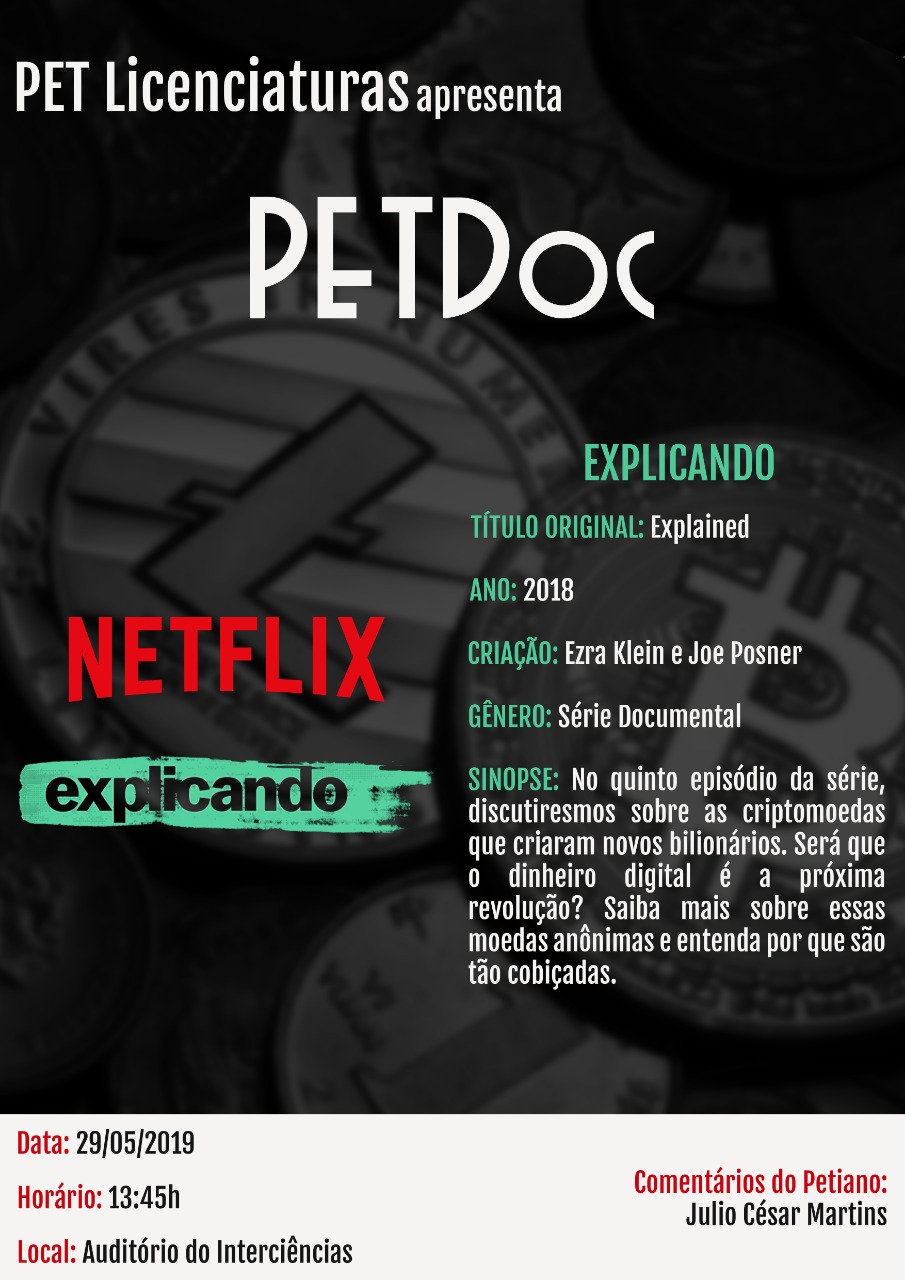 PET Licenciaturas apresenta
PETDoc
VIRES IN NUMERI
EXPLICANDO
TÍTULO ORIGINAL: Explained
ANO: 2018
CRIAÇÃO: Ezra Klein e Joe Posner
GÊNERO: Série Documental
NETFLIX
explicando
SINOPSE: No quinto episódio da série,
discutiresmos sobre as criptomoedas
que criaram novos bilionários. Será que
o dinheiro digital é a próxima
revolução? Saiba mais sobre essas
moedas anônimas e entenda por que são
tão cobiçadas.
Data: 29/05/2019
Horário: 13:45h
Local: Auditório do Interciências
Comentários do Petiano:
Julio César Martins